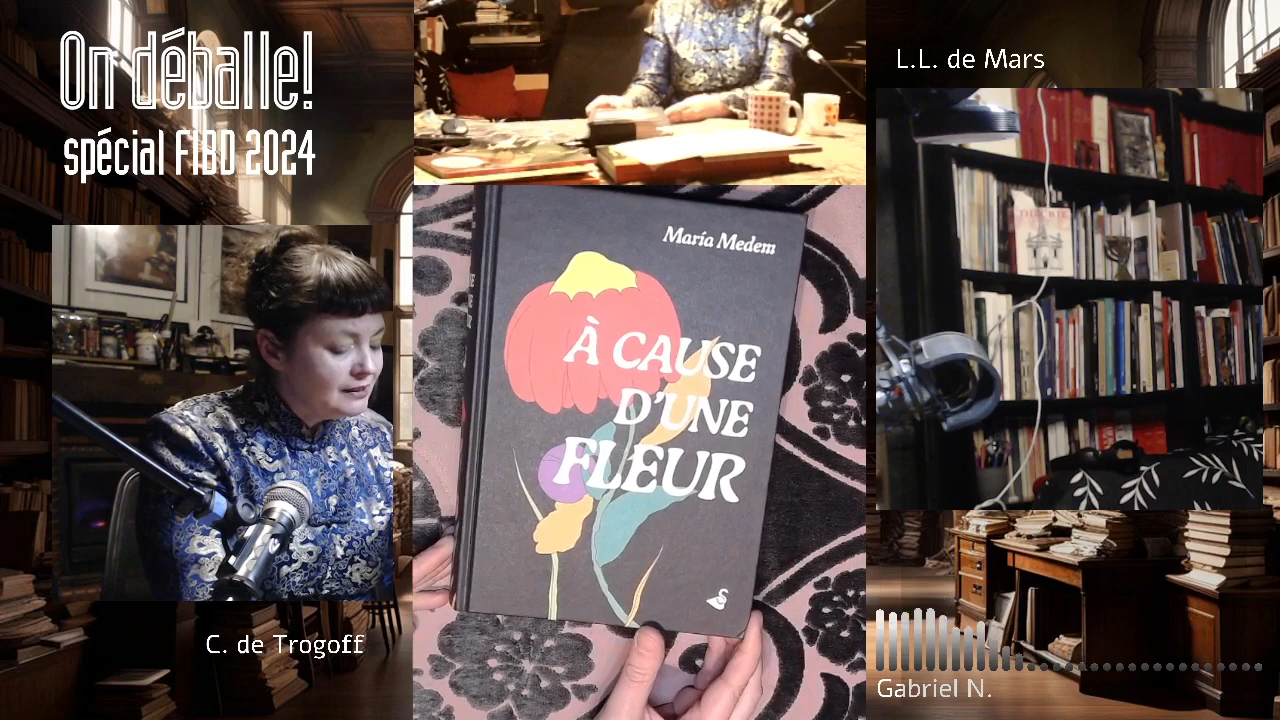 On déballe!
spécial FIBD 2024
L.L. de Mars
María Medem
À CAUSE
D'UNE
FLEUR
C. de Trogoff
Gabriel N.